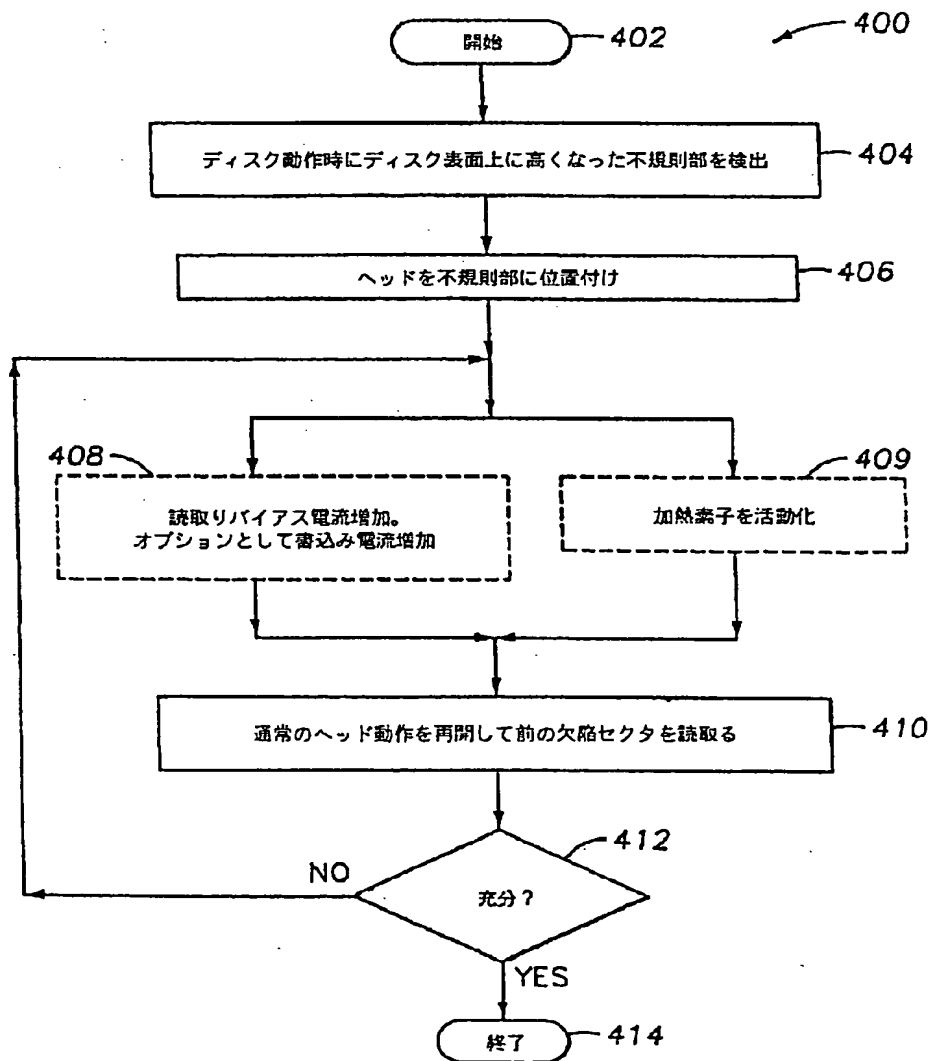 400
開始
402
ディスク動作時にディスク表面上に高くなった不規則部を検出
404
ヘッドを不規則部に位置付け
406
408
読取りバイアス電流増加。
オプションとして書込み電流増加
409
加熱素子を活動化
通常のヘッド動作を再開して前の欠陥セクタを読取る
410
412
NO
充分？
YES
終了
414